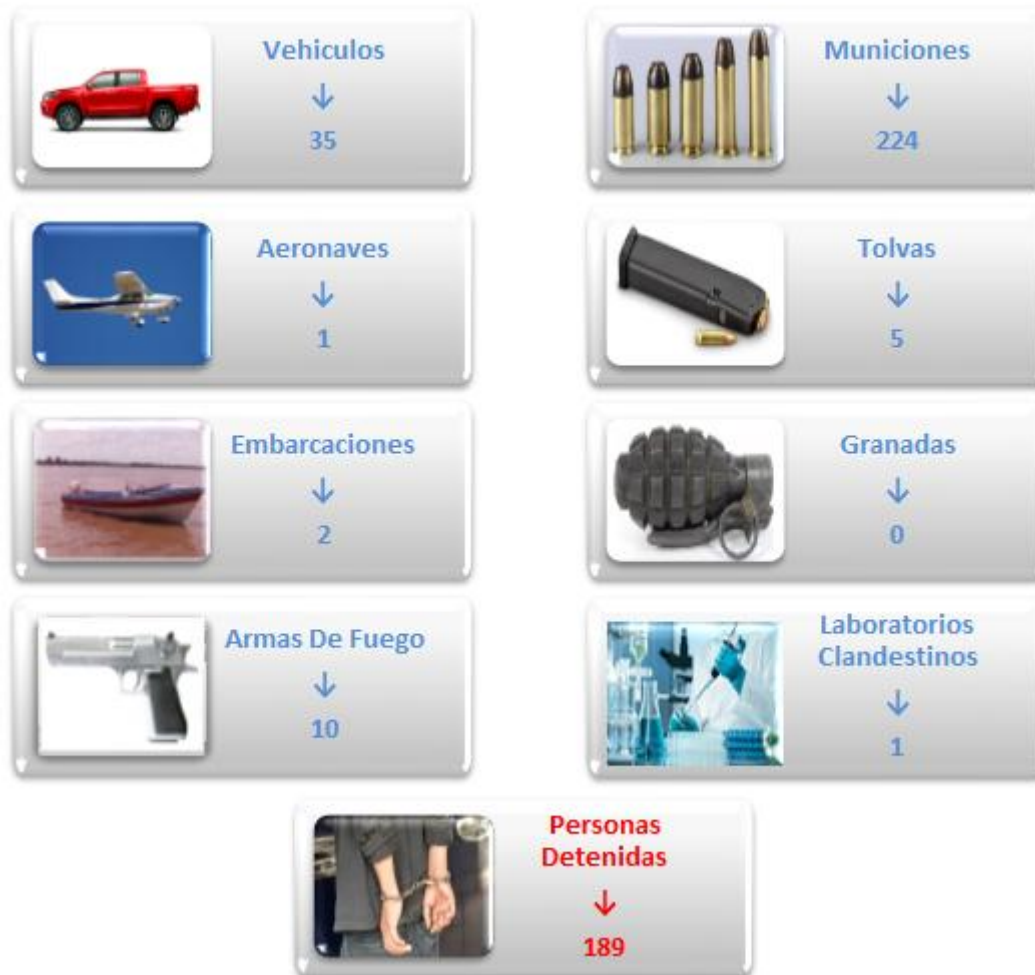 Vehiculos
↓
35
Municiones
↓
224
Aeronaves
↓
1
Tolvas
↓
5
Embarcaciones
↓
2
Granadas
↓
0
Armas De Fuego
↓
10
Laboratorios
Clandestinos
↓
1
Personas
Detenidas
↓
189